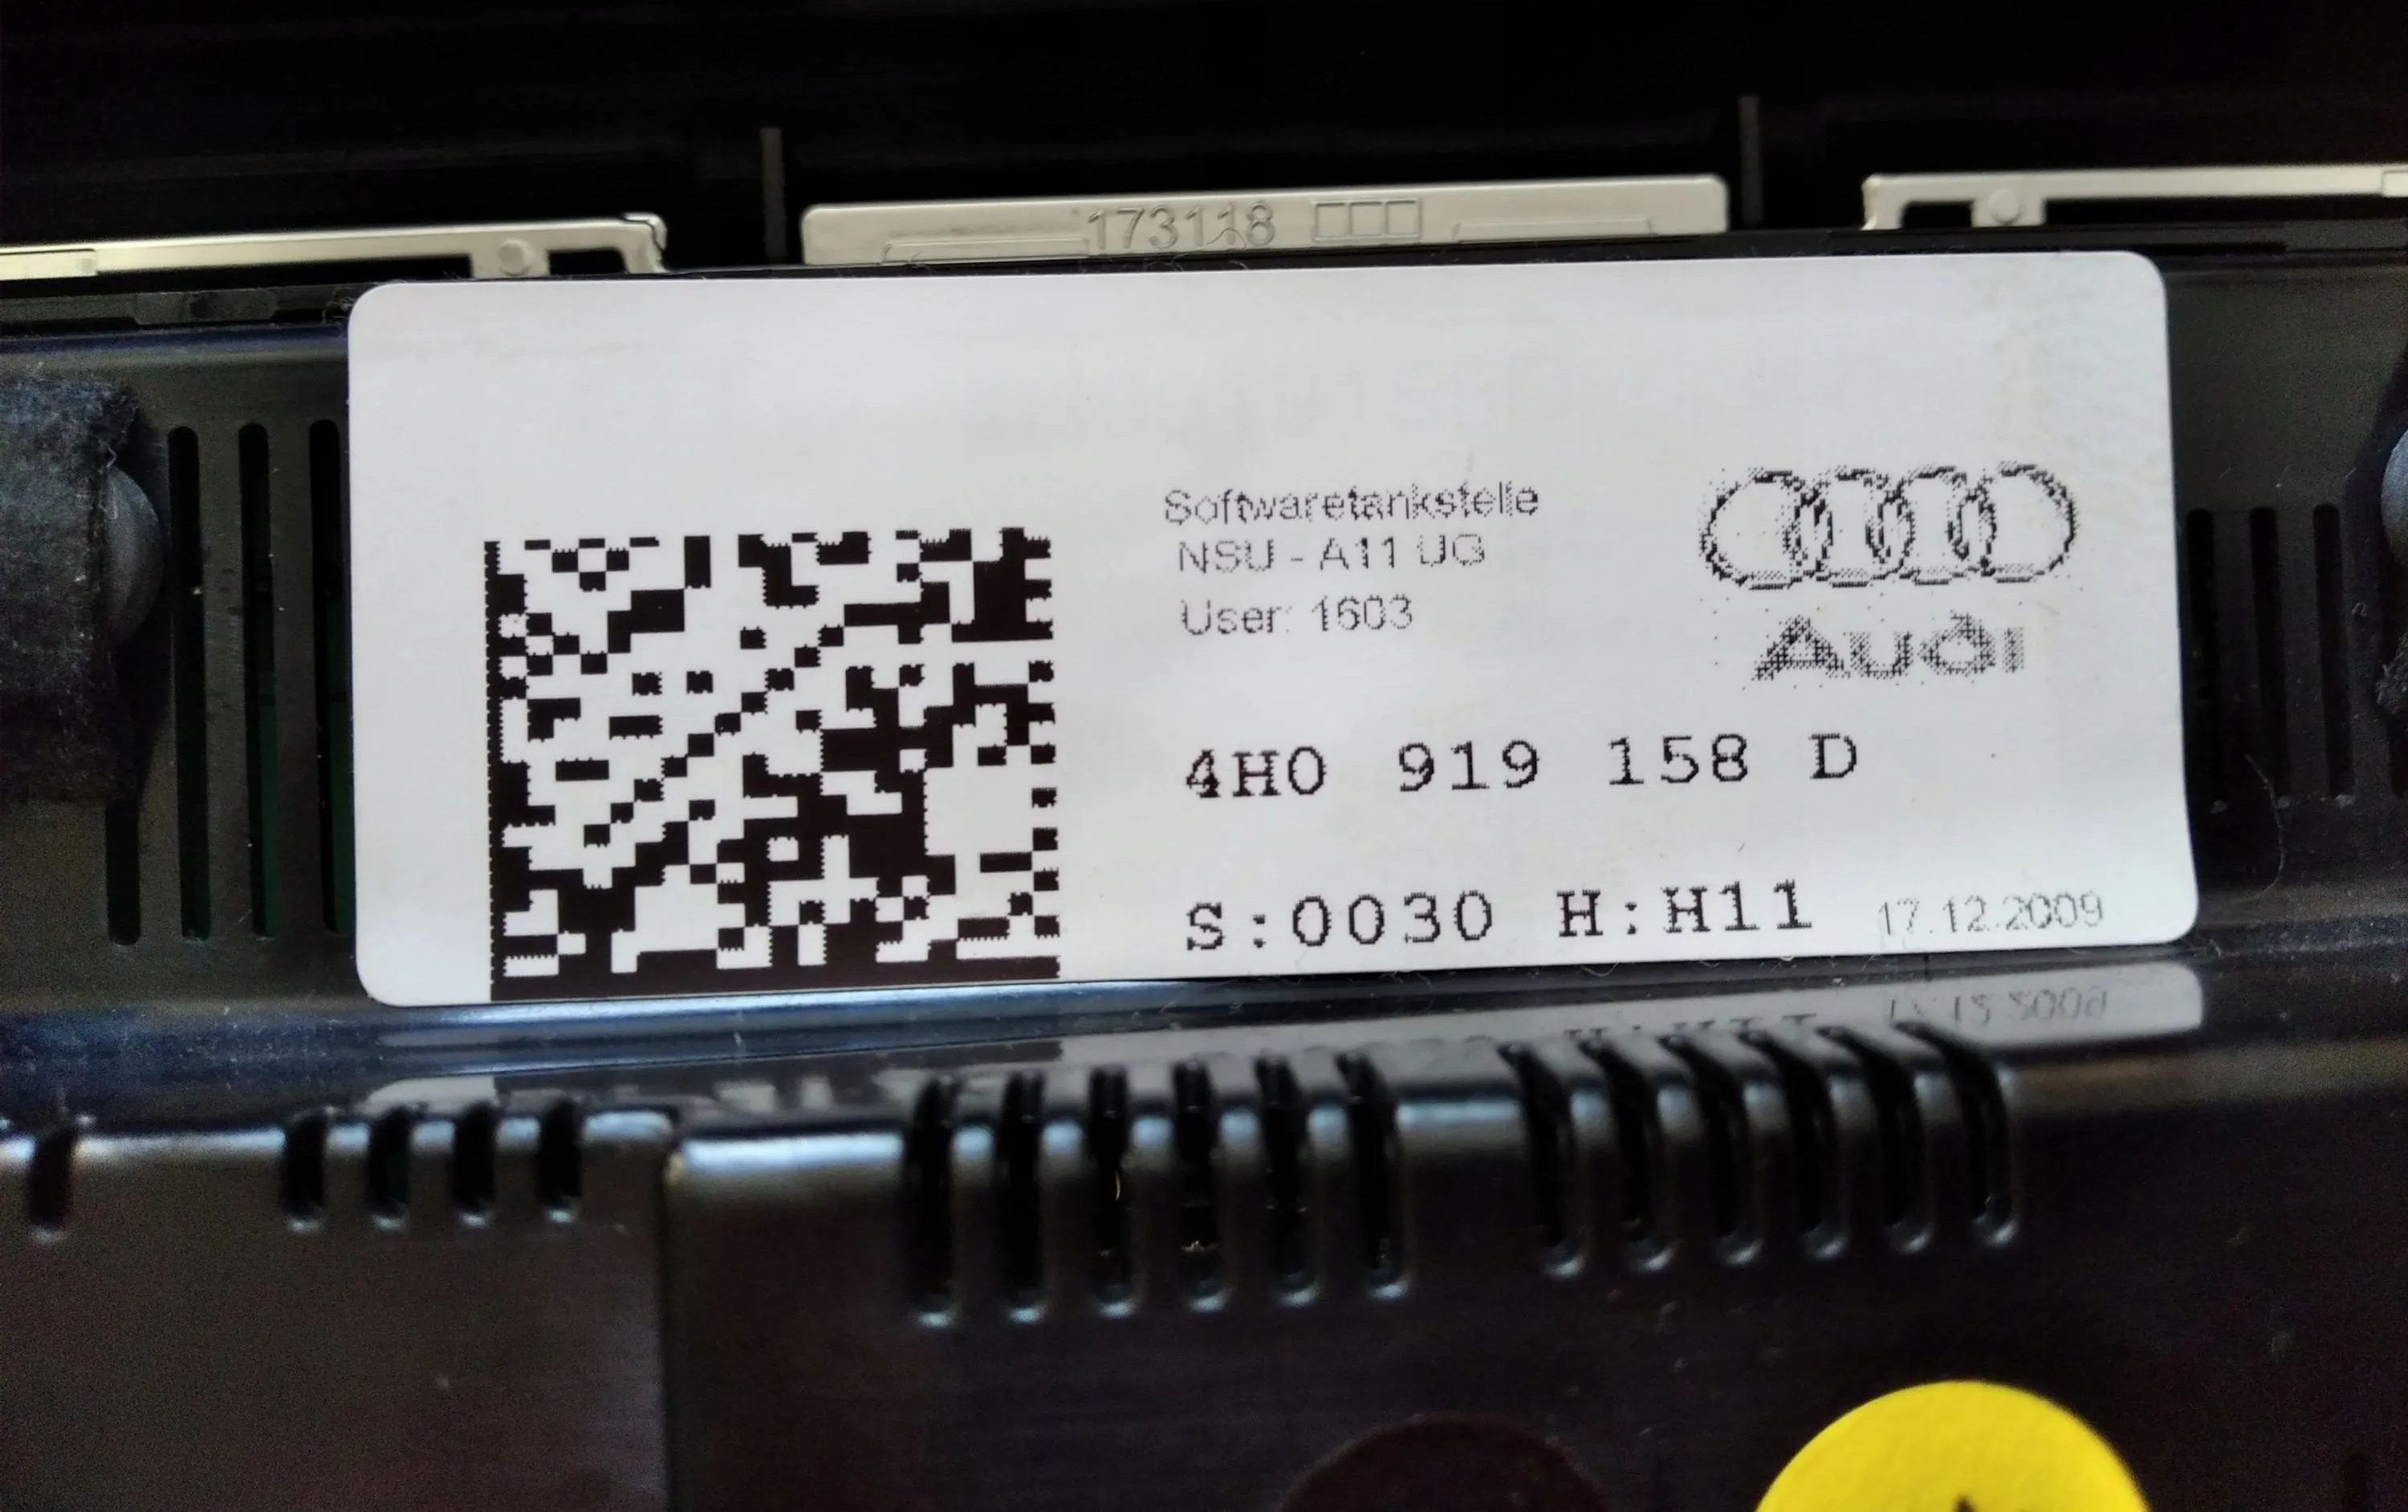 173118
Softwaretankstelle
NSU - A11 UG
User: 1603
Audi
4H0 919 158 D
S:0030 H:H11 17.12.2009